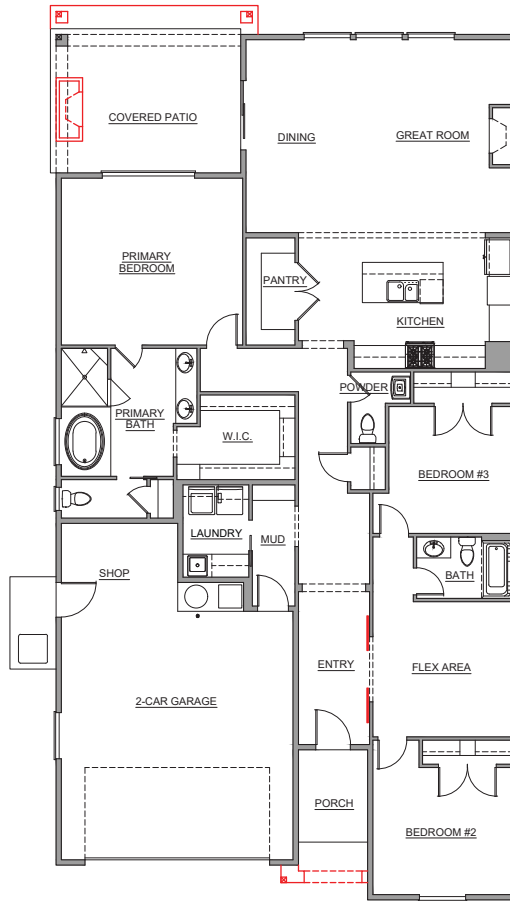 COVERED PATIO
DINING
GREAT ROOM
PRIMARY
BEDROOM
PANTRY
KITCHEN
POWDER
PRIMARY
BATH
W.I.C.
BEDROOM #3
LAUNDRY
MUD
SHOP
BATH
ENTRY
FLEX AREA
2-CAR GARAGE
PORCH
BEDROOM #2